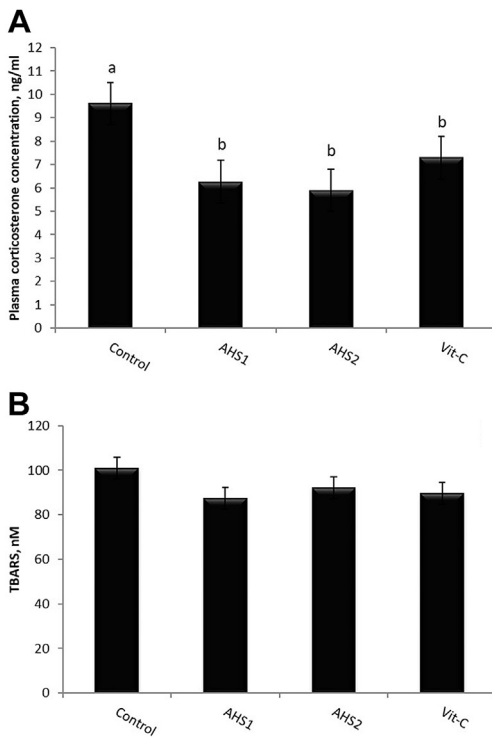 A
Plasma corticosterone concentration, ng/ml
12
11
10
9
8
7
6
5
4
3
2
1
0
a
b
b
b
Control
AHS1
AHS2
Vit-C
B
TBARS, nM
120
100
80
60
40
20
0
Control
AHS1
AHS2
Vit-C